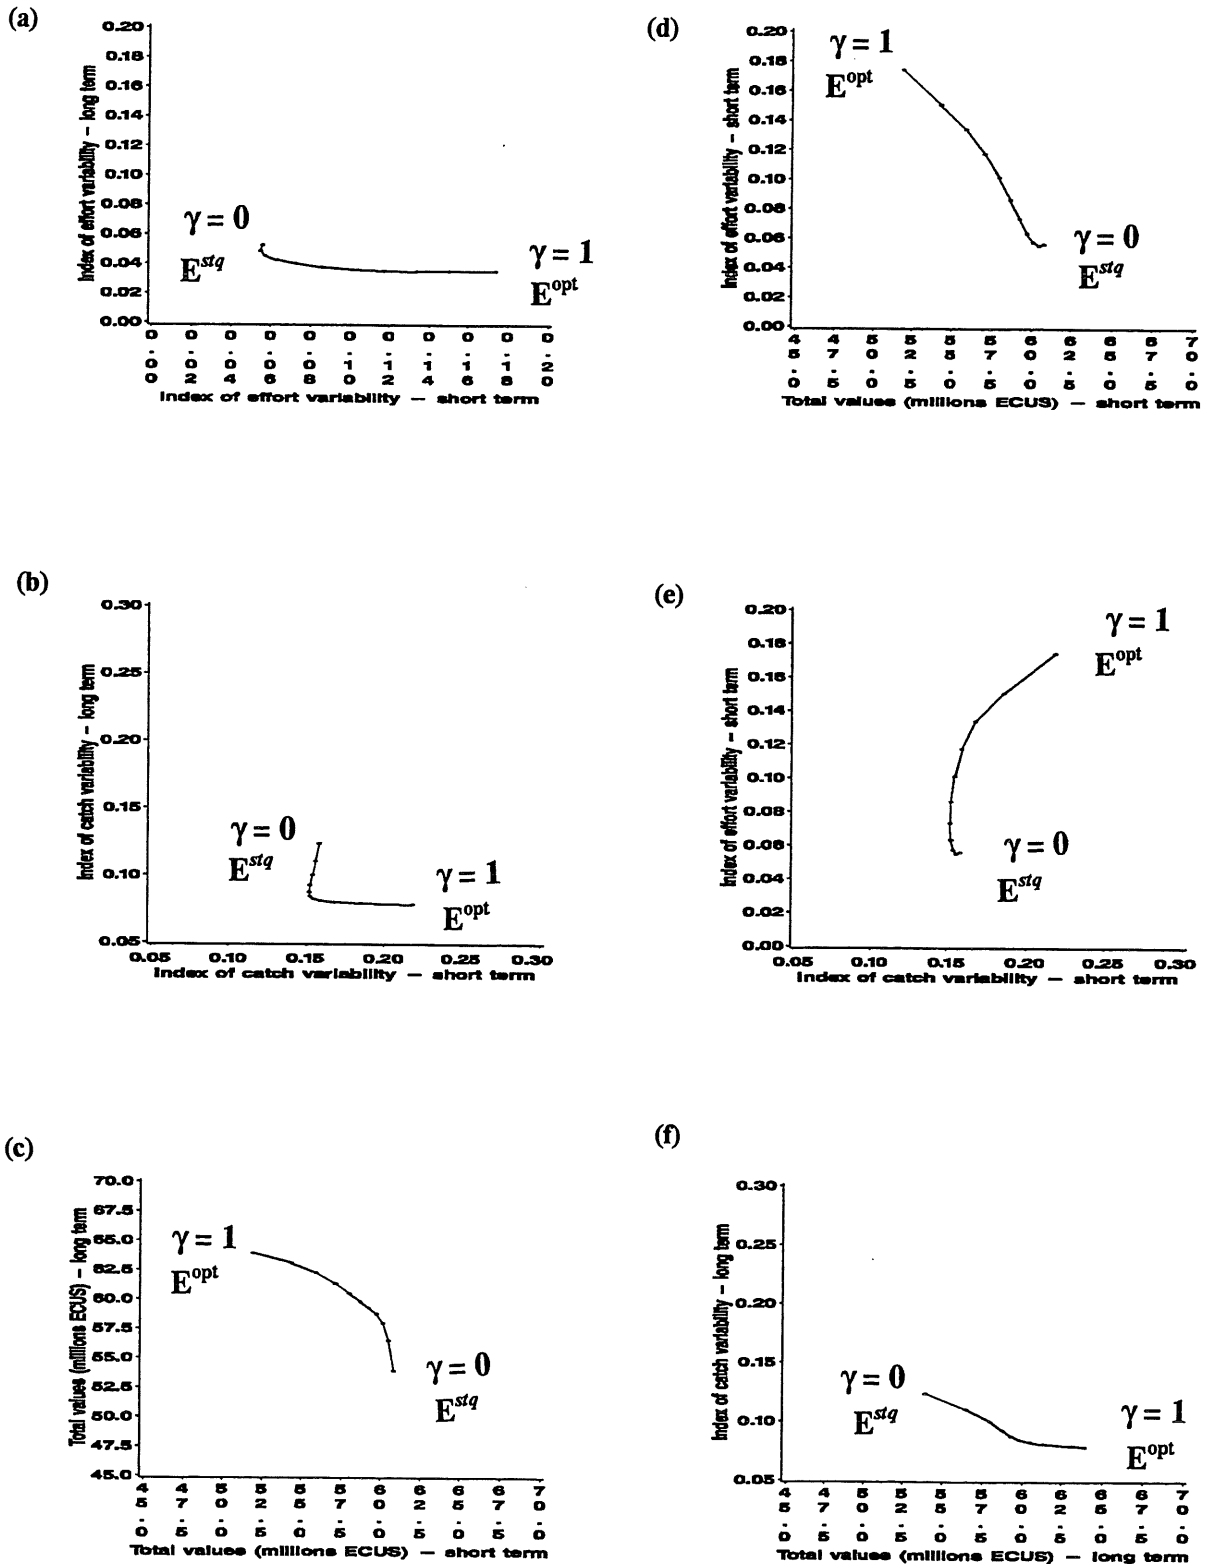 (a)
0.20
0.18
0.16
0.14
0.12
0.10
0.08
0.06
0.04
0.02
0.00
Index of effort variability – long term
γ = 0
E^stq
γ = 1
E^opt
0.00 0.02 0.04 0.06 0.08 0.10 0.12 0.14 0.16 0.18 0.20
Index of effort variability – short term
(d)
0.20
0.18
0.16
0.14
0.12
0.10
0.08
0.06
0.04
0.02
0.00
Index of effort variability – short term
γ = 1
E^opt
γ = 0
E^stq
45.0 47.5 50.0 52.5 55.0 57.5 60.0 62.5 65.0 67.5 70.0
Total values (millions ECUS) – short term
(b)
0.30
0.25
0.20
0.15
0.10
0.05
Index of catch variability – long term
γ = 0
E^stq
γ = 1
E^opt
0.05 0.10 0.15 0.20 0.25 0.30
Index of catch variability – short term
(e)
0.20
0.18
0.16
0.14
0.12
0.10
0.08
0.06
0.04
0.02
0.00
Index of effort variability – short term
γ = 1
E^opt
γ = 0
E^stq
0.05 0.10 0.15 0.20 0.25 0.30
Index of catch variability – short term
(c)
70.0
67.5
65.0
62.5
60.0
57.5
55.0
52.5
50.0
47.5
45.0
Total values (millions ECUS) – long term
γ = 1
E^opt
γ = 0
E^stq
45.0 47.5 50.0 52.5 55.0 57.5 60.0 62.5 65.0 67.5 70.0
Total values (millions ECUS) – short term
(f)
0.30
0.25
0.20
0.15
0.10
0.05
Index of catch variability – long term
γ = 0
E^stq
γ = 1
E^opt
45.0 47.5 50.0 52.5 55.0 57.5 60.0 62.5 65.0 67.5 70.0
Total values (millions ECUS) – long term